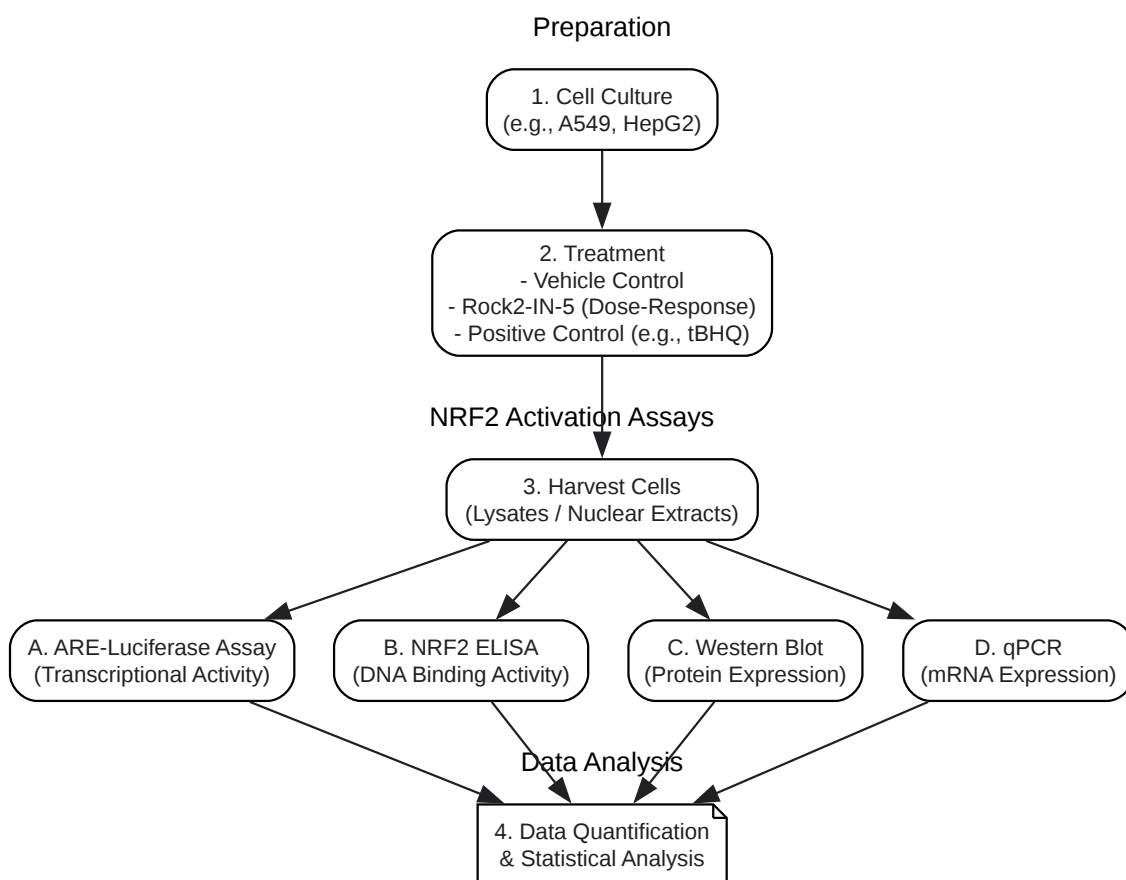 Preparation
1. Cell Culture
(e.g., A549, HepG2)
2. Treatment
- Vehicle Control
- Rock2-IN-5 (Dose-Response)
- Positive Control (e.g., tBHQ)
NRF2 Activation Assays
3. Harvest Cells
(Lysates / Nuclear Extracts)
A. ARE-Luciferase Assay
(Transcriptional Activity)
B. NRF2 ELISA
(DNA Binding Activity)
C. Western Blot
(Protein Expression)
D. qPCR
(mRNA Expression)
Data Analysis
4. Data Quantification
& Statistical Analysis